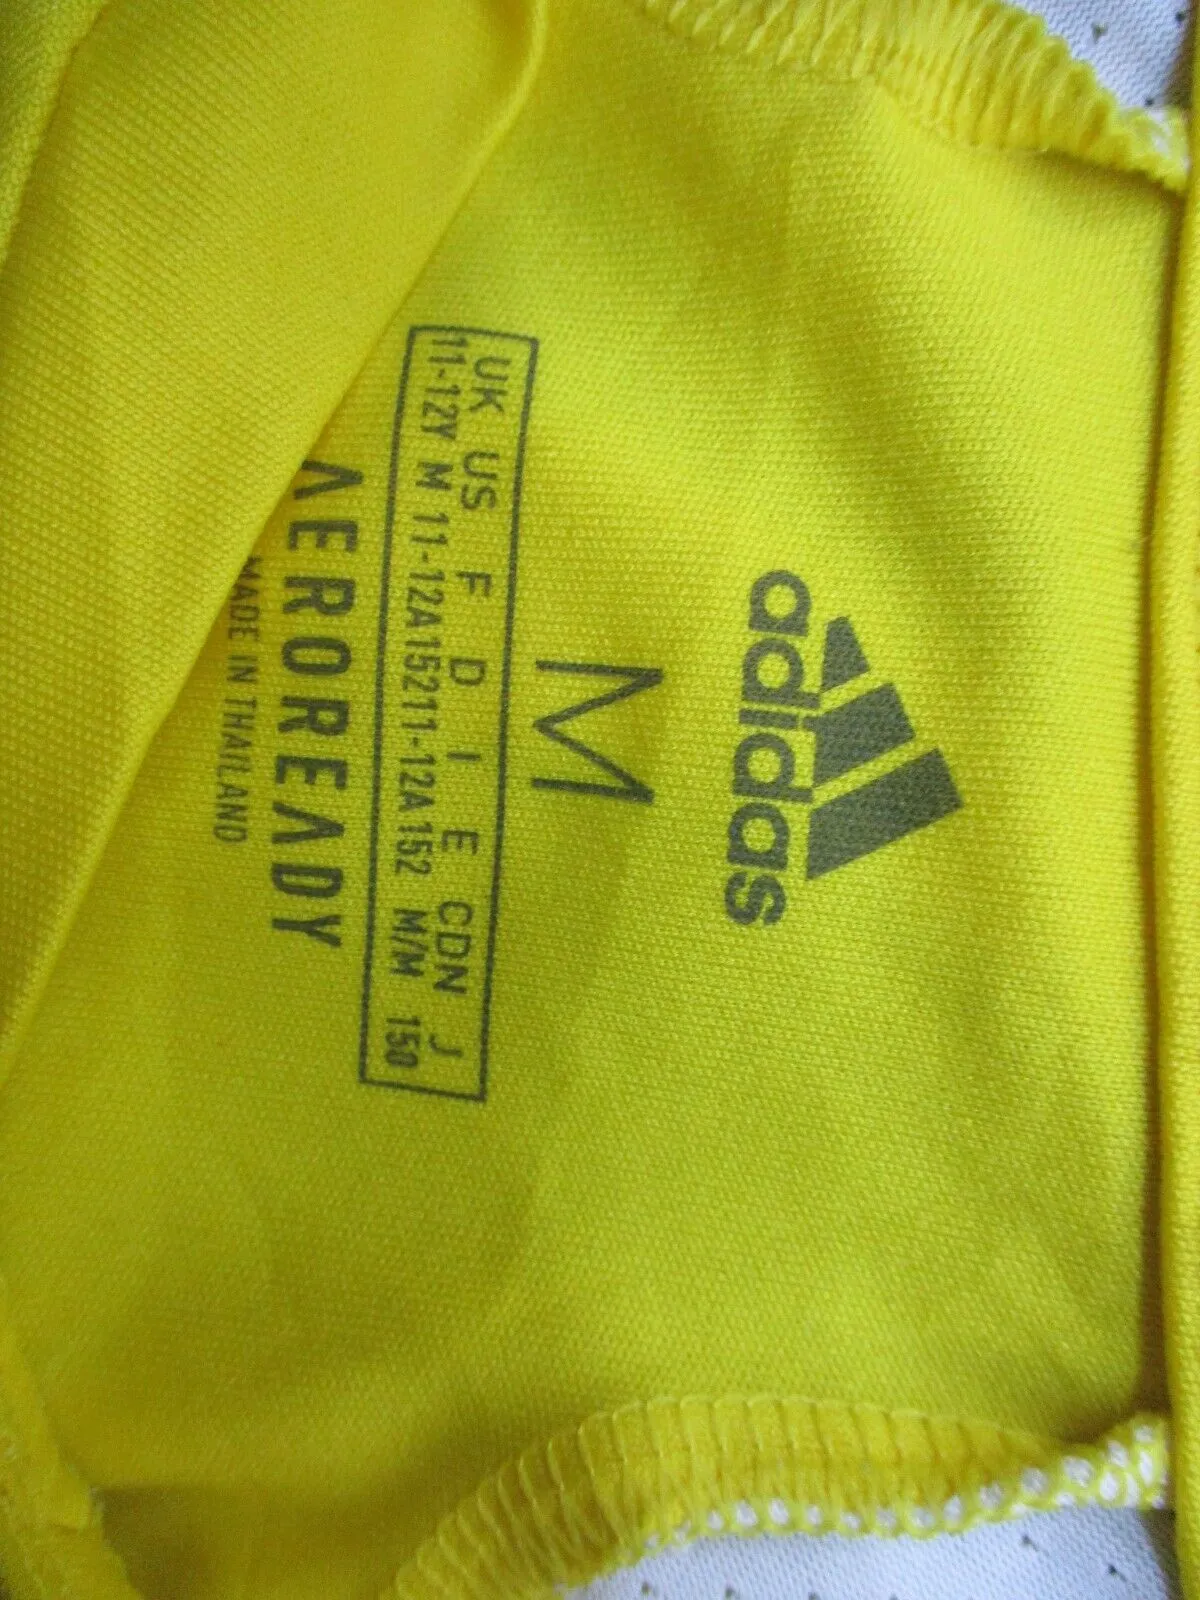 adidas
M
UK US F D I E CDN J
11-12Y M 11-12A 152 11-12A 152 M/M 150
AEROREADY
MADE IN THAILAND